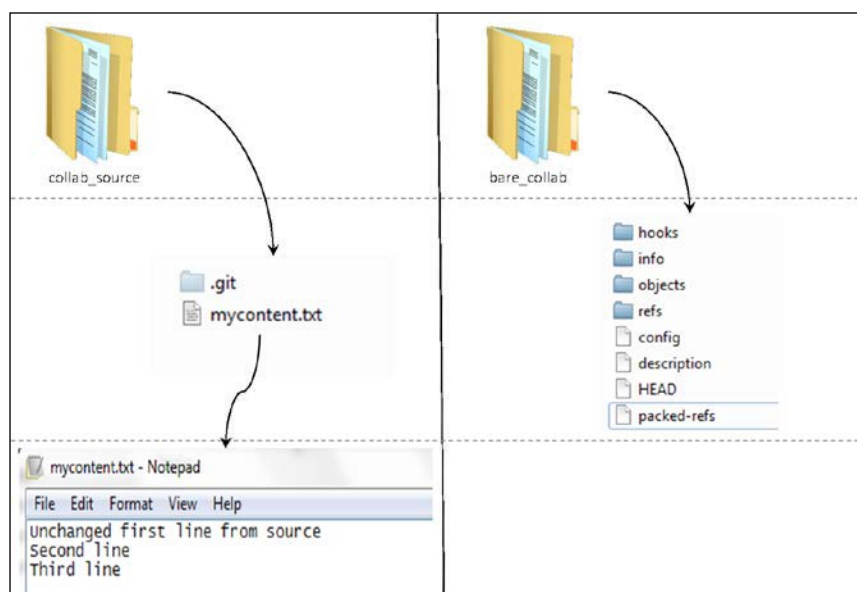 collab_source
.git
mycontent.txt
mycontent.txt - Notepad
File Edit Format View Help
Unchanged first line from source
Second line
Third line
bare_collab
hooks
info
objects
refs
config
description
HEAD
packed-refs